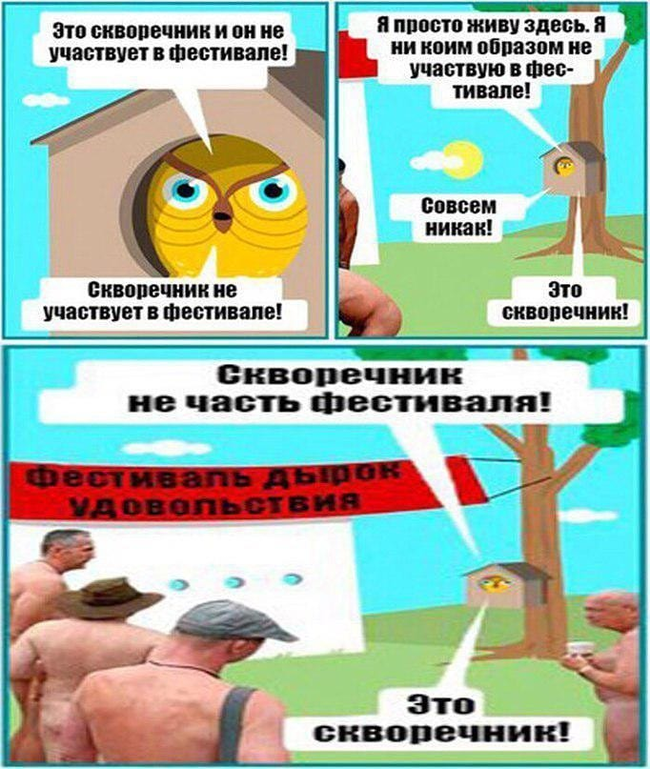 Это скворечник и он не
участвует в фестивале!
Скворечник не
участвует в фестивале!
Я просто живу здесь. Я
ни коим образом не
участвую в фес-
тивале!
Совсем
никак!
Это
скворечник!
Скворечник
не часть фестиваля!
Фестиваль дырок
удовольствия
Это
скворечник!